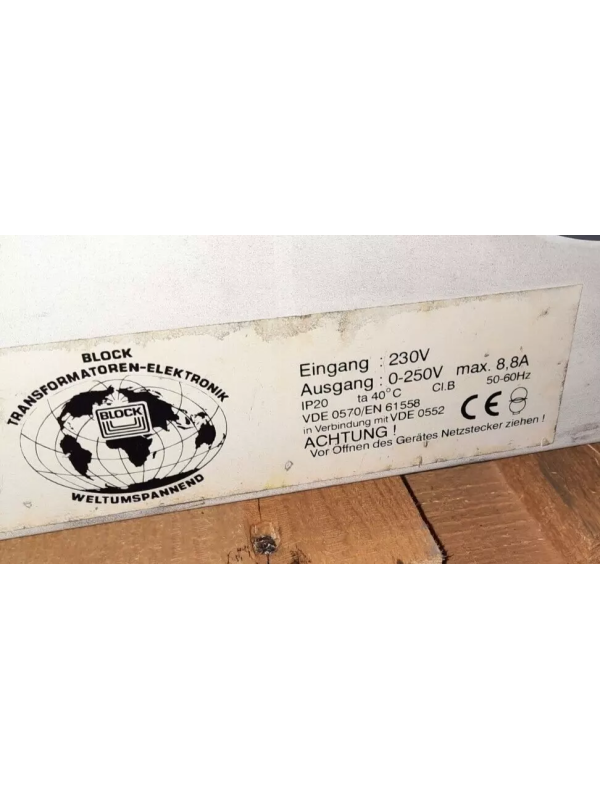 BLOCK
TRANSFORMATOREN-ELEKTRONIK
BLOCK
WELTUMSPANNEND
Eingang : 230V
Ausgang : 0-250V max. 8,8A
IP20 ta 40°C Cl.B 50-60Hz
VDE 0570/EN 61558
in Verbindung mit VDE 0552 CE
ACHTUNG !
Vor Öffnen des Gerätes Netzstecker ziehen !